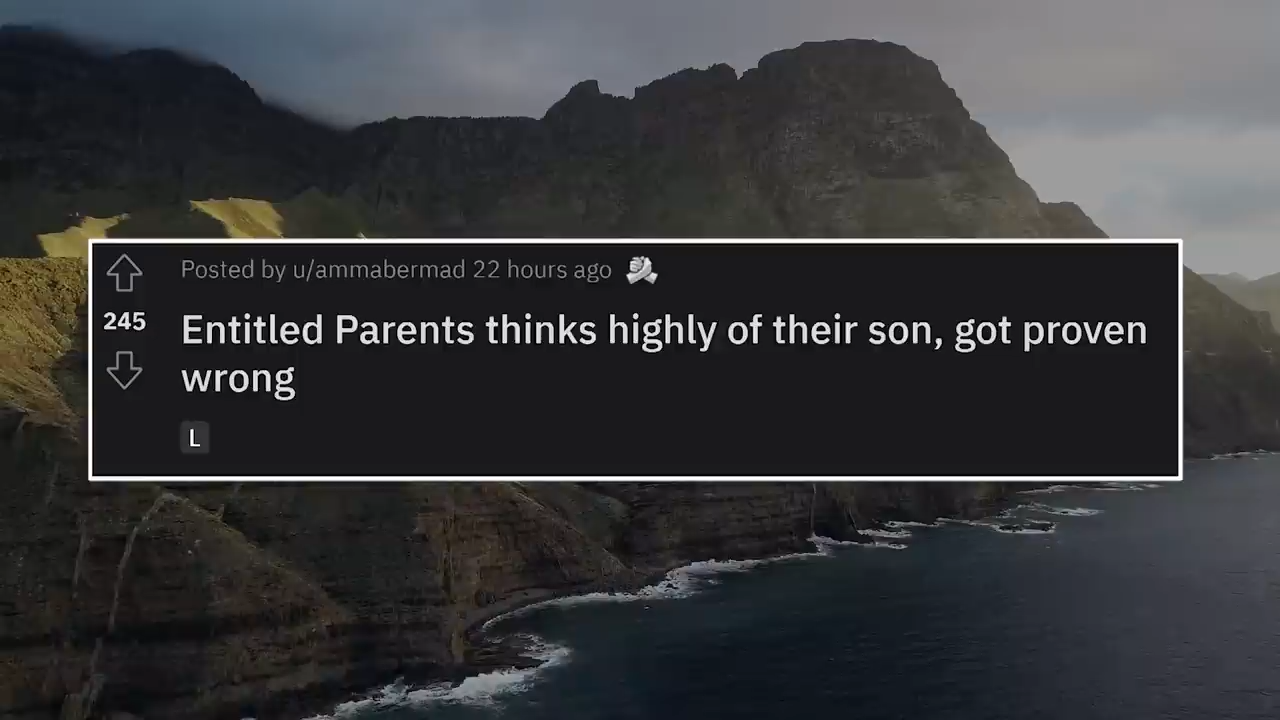 Posted by u/ammabermad 22 hours ago
245
Entitled Parents thinks highly of their son, got proven
wrong
L